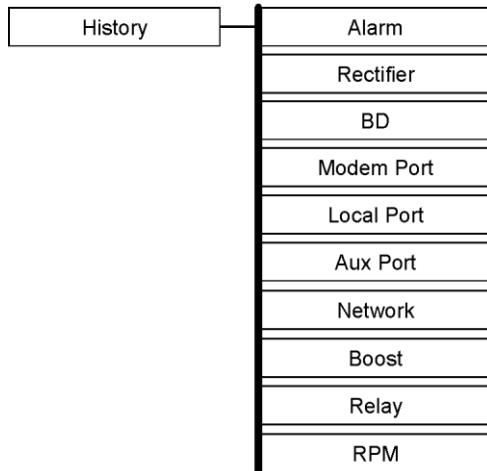 History
Alarm
Rectifier
BD
Modem Port
Local Port
Aux Port
Network
Boost
Relay
RPM